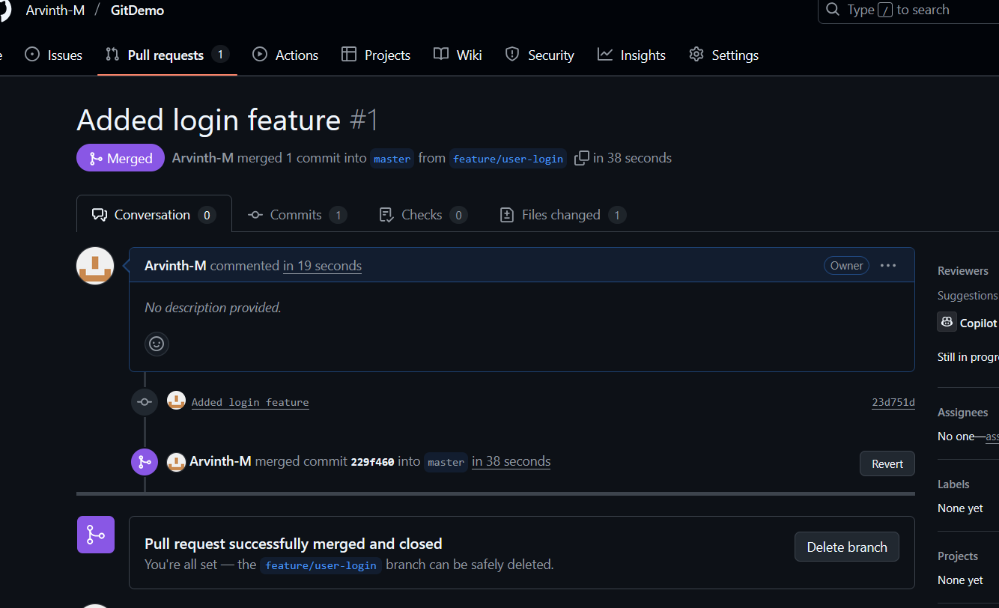 Arvinth-M / GitDemo
Type / to search
Issues
Pull requests 1
Actions
Projects
Wiki
Security
Insights
Settings
Added login feature #1
Merged
Arvinth-M merged 1 commit into master from feature/user-login in 38 seconds
Conversation 0
Commits 1
Checks 0
Files changed 1
Arvinth-M commented in 19 seconds
Owner
No description provided.
Added login feature
23d751d
Arvinth-M merged commit 229f460 into master in 38 seconds
Revert
Pull request successfully merged and closed
You're all set — the feature/user-login branch can be safely deleted.
Delete branch
Reviewers
Suggestions
Copilot
Still in
Assignees
No one—
Labels
None yet
Projects
None yet